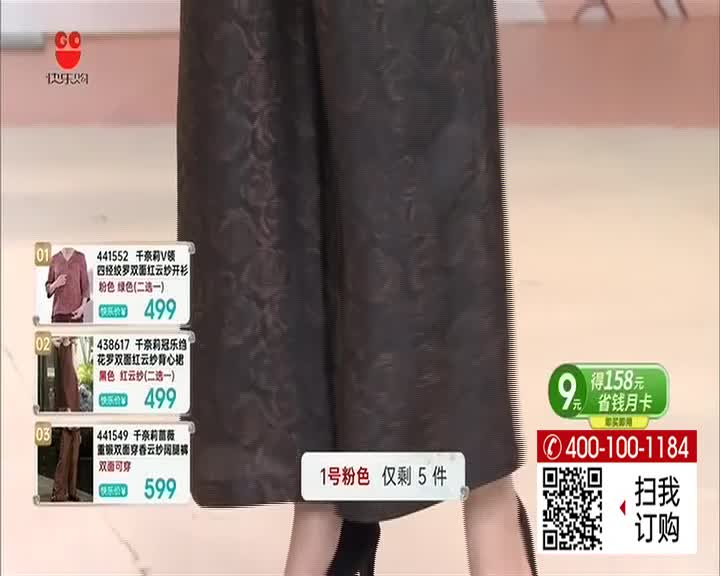 GO
快乐购
01
441552 千奈莉V领
四经绞罗双面红云纱开衫
粉色 绿色(二选一)
快乐价¥ 499
02
438617 千奈莉冠乐绉
花罗双面红云纱背心裙
黑色 红云纱(二选一)
快乐价¥ 499
03
441549 千奈莉蔷薇
重缎双面穿香云纱阔腿裤
双面可穿
快乐价¥ 599
1号粉色 仅剩 5 件
9元
得158元
省钱月卡
即买即用
400-100-1184
扫我
订购